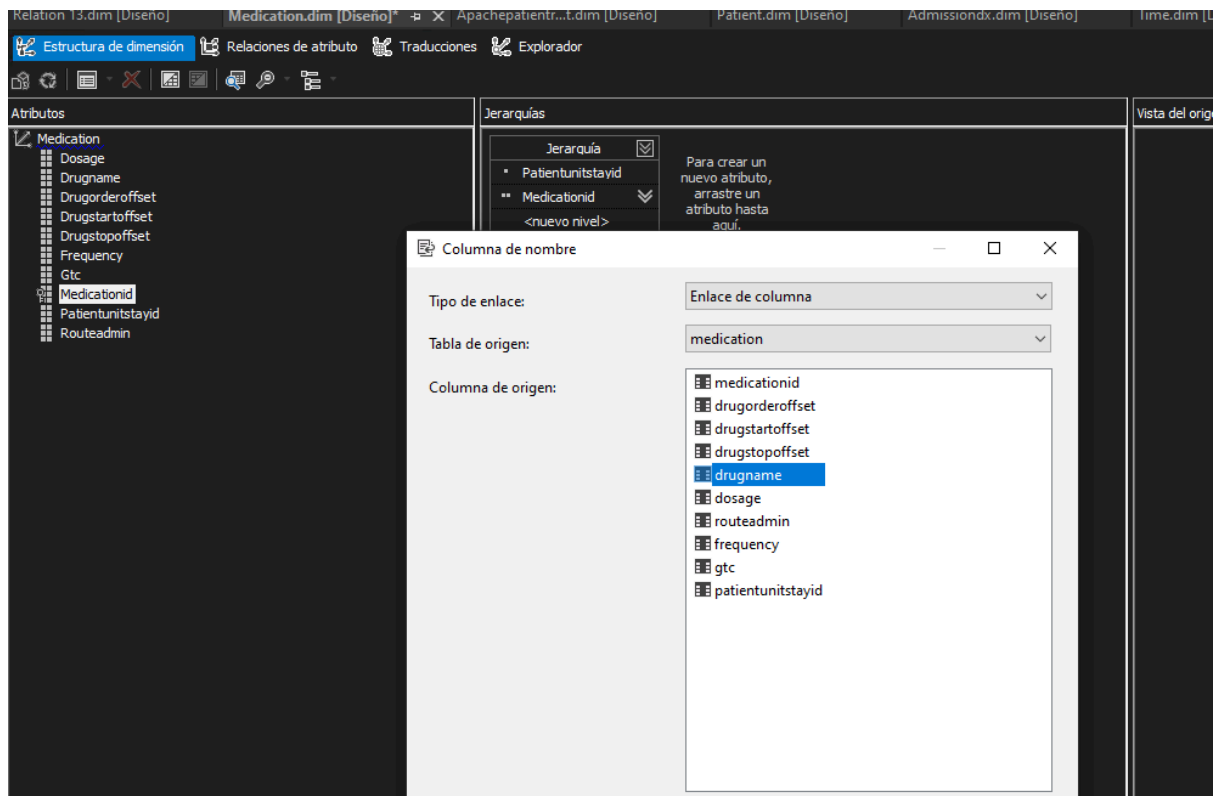 Relation 13.dim [Diseño] Medication.dim [Diseño]* Apachepatientr...t.dim [Diseño] Patient.dim [Diseño] Admissiondx.dim [Diseño] Time.dim [D
Estructura de dimensión Relaciones de atributo Traducciones Explorador
Atributos
Medication
Dosage
Drugname
Drugorderoffset
Drugstartoffset
Drugstopoffset
Frequency
Gtc
Medicationid
Patientunitstayid
Routeadmin
Jerarquías
Jerarquía
Patientunitstayid
Medicationid
<nuevo nivel>
Para crear un
nuevo atributo,
arrastre un
atributo hasta
aquí.
Vista del orig
Columna de nombre
Tipo de enlace: Enlace de columna
Tabla de origen: medication
Columna de origen:
medicationid
drugorderoffset
drugstartoffset
drugstopoffset
drugname
dosage
routeadmin
frequency
gtc
patientunitstayid